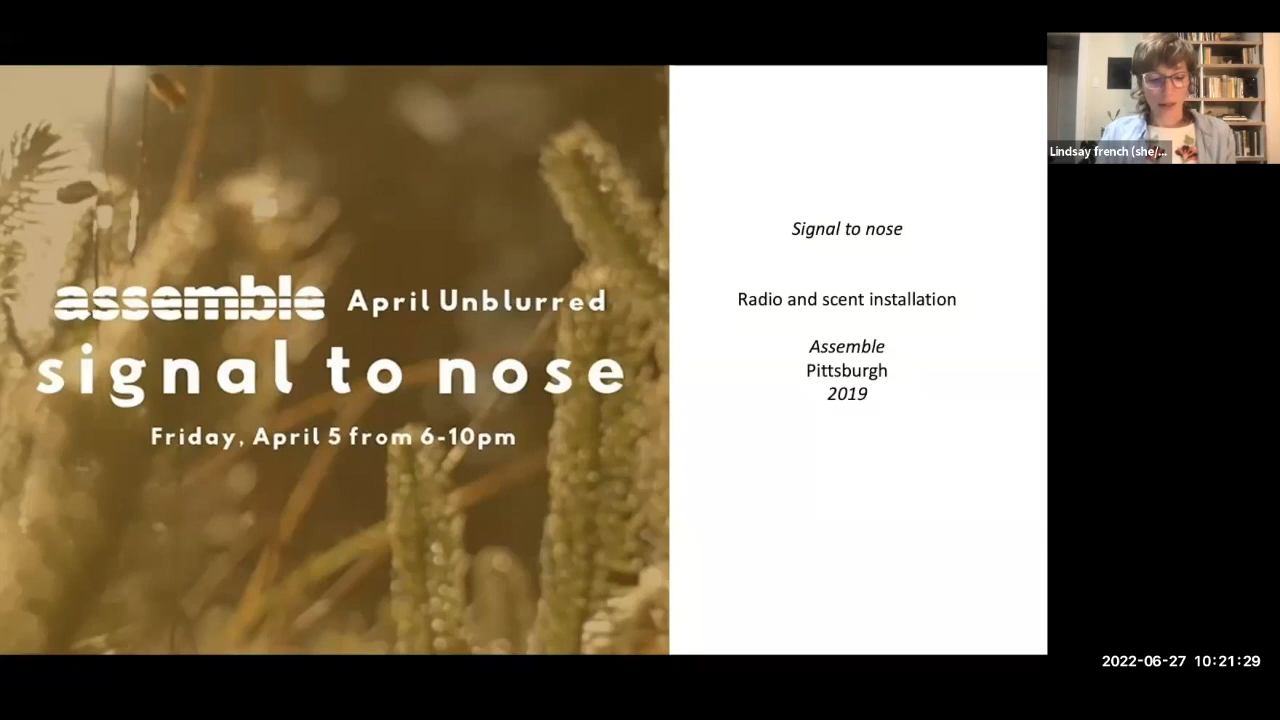 assemble April Unblurred
signal to nose
Friday, April 5 from 6-10pm
Signal to nose
Radio and scent installation
Assemble
Pittsburgh
2019
Lindsay french (she/...
2022-06-27 10:21:29